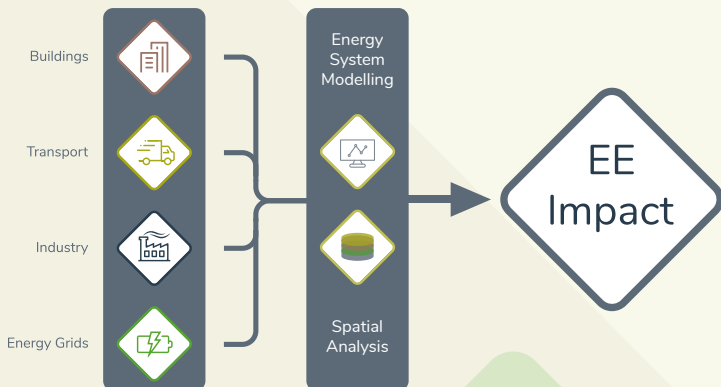 Buildings
Transport
Industry
Energy Grids
Energy
System
Modelling
Spatial
Analysis
EE
Impact